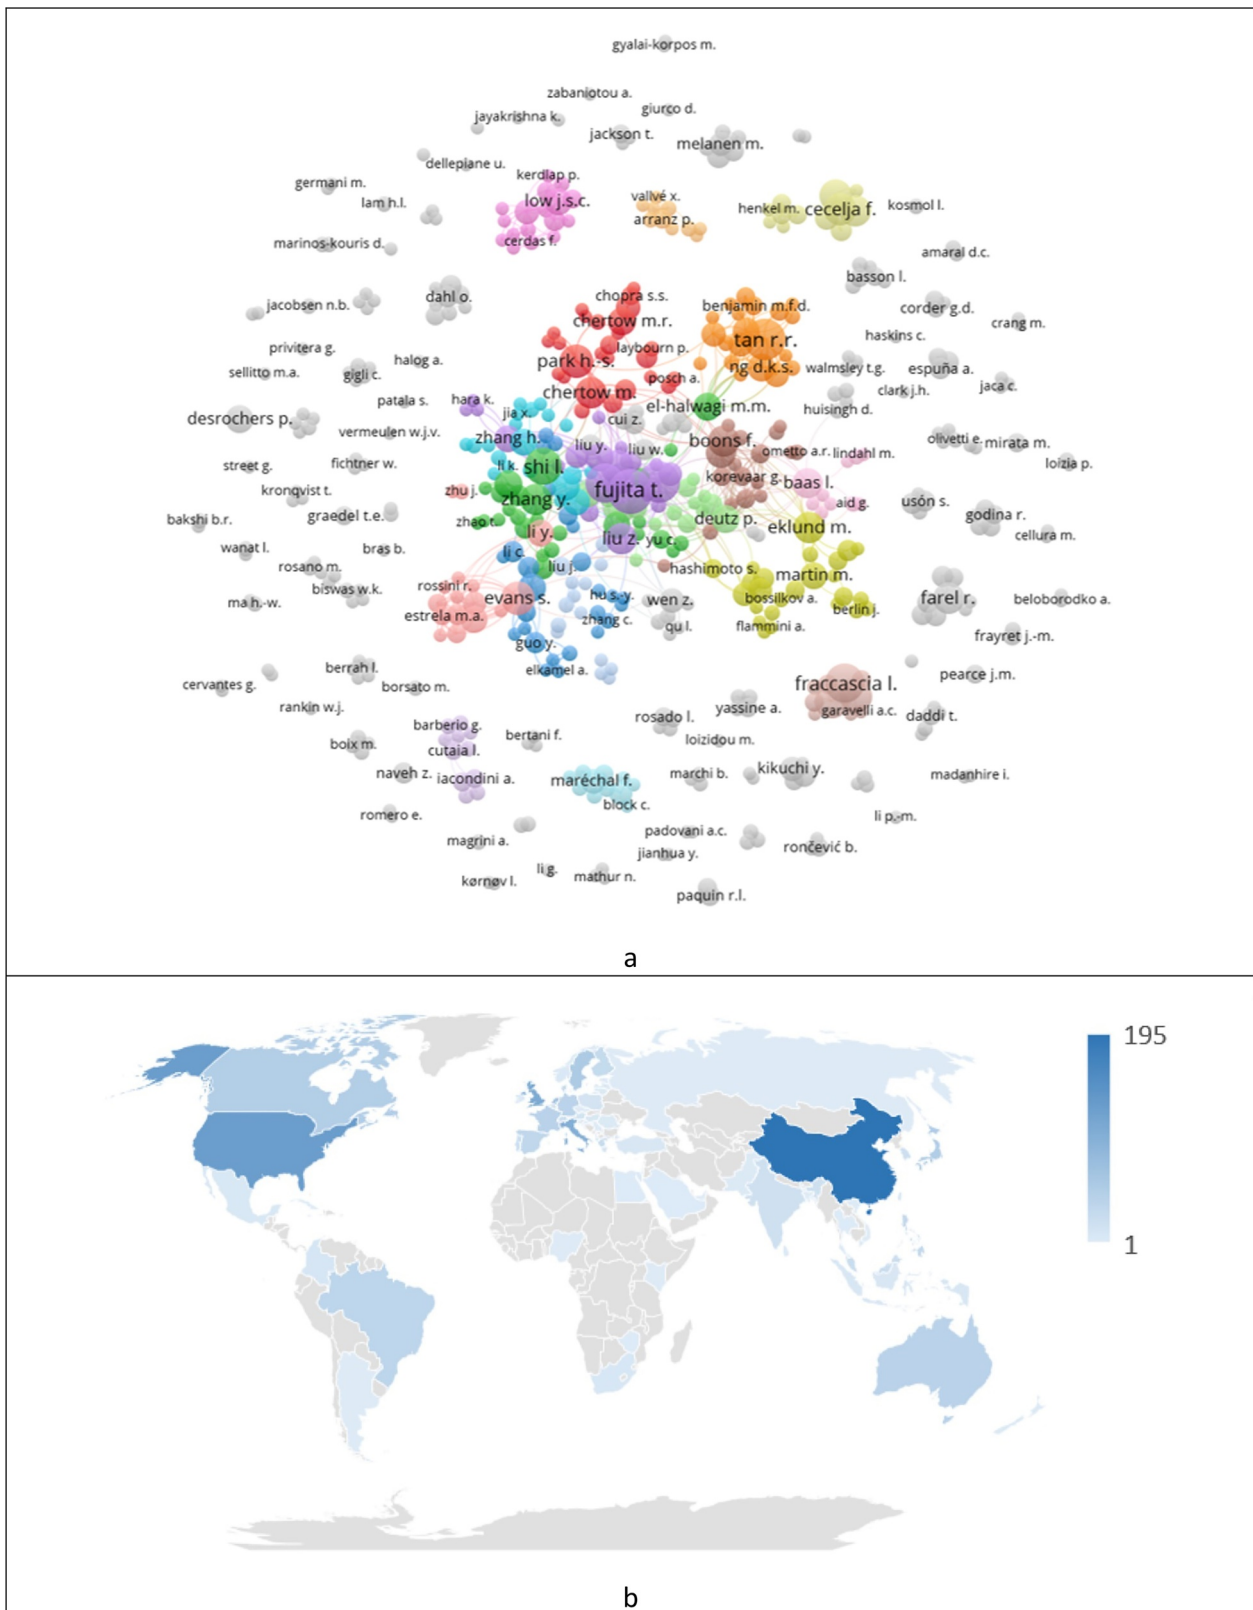 gyalai-korpos m.
zabaniotou a.
giurco d.
jayakrishna k.
jackson t.
melanen m.
dellepiane u.
kerdlap p.
germani m.
low j.s.c.
vallvé x.
lam h.l.
arranz p.
henkel m.
cecelja f.
kosmol l.
marinos-kouris d.
cerdas f.
amaral d.c.
basson l.
dahl o.
chopra s.s.
jacobsen n.b.
benjamin m.f.d.
corder g.d.
chertow m.r.
crang m.
tan r.r.
haskins c.
privitera g.
laybourn p.
halog a.
park h.-s.
ng d.k.s.
walmsley t.g.
espuña a.
sellitto m.a.
gigli c.
posch a.
jaca c.
chertow m.
clark j.h.
hara k.
patala s.
el-halwagi m.m.
huisingh d.
jia x.
desrochers p.
cui z.
vermeulen w.j.v.
zhang h.
liu y.
liu w.
boons f.
olivetti e.
mirata m.
ometto a.r.
lindahl m.
street g.
fichtner w.
li k.
shi l.
loizia p.
korevaar g.
baas l.
kronqvist t.
zhu j.
fujita t.
zhang y.
aid g.
usón s.
graedel t.e.
godina r.
bakshi b.r.
zhao t.
deutz p.
eklund m.
li y.
liu z.
yu c.
cellura m.
wanat l.
bras b.
li c.
rosano m.
liu j.
hashimoto s.
martin m.
rossini r.
biswas w.k.
evans s.
hu s.-y.
wen z.
bossilkov a.
farel r.
beloborodko a.
ma h.-w.
estrela m.a.
zhang c.
berlin j.
qu l.
flammini a.
frayret j.-m.
guo y.
berrah l.
elkamel a.
pearce j.m.
cervantes g.
borsato m.
fraccascia l.
rankin w.j.
garavelli a.c.
yassine a.
rosado l.
daddi t.
barberio g.
boix m.
bertani f.
loizidou m.
cutaia l.
naveh z.
iacondini a.
maréchal f.
marchi b.
kikuchi y.
madanhire i.
block c.
romero e.
li p.-m.
padovani a.c.
magrini a.
jianhua y.
rončević b.
li g.
kørnøv l.
mathur n.
paquin r.l.
a
195
1
b